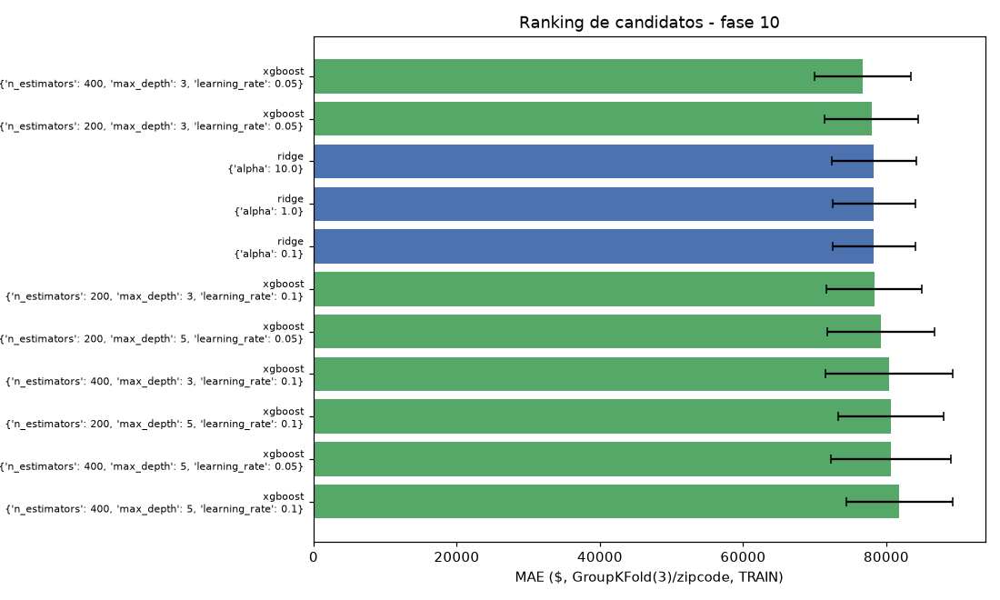 Ranking de candidatos - fase 10
xgboost
{'n_estimators': 400, 'max_depth': 3, 'learning_rate': 0.05}
xgboost
{'n_estimators': 200, 'max_depth': 3, 'learning_rate': 0.05}
ridge
{'alpha': 10.0}
ridge
{'alpha': 1.0}
ridge
{'alpha': 0.1}
xgboost
{'n_estimators': 200, 'max_depth': 3, 'learning_rate': 0.1}
xgboost
{'n_estimators': 200, 'max_depth': 5, 'learning_rate': 0.05}
xgboost
{'n_estimators': 400, 'max_depth': 3, 'learning_rate': 0.1}
xgboost
{'n_estimators': 200, 'max_depth': 5, 'learning_rate': 0.1}
xgboost
{'n_estimators': 400, 'max_depth': 5, 'learning_rate': 0.05}
xgboost
{'n_estimators': 400, 'max_depth': 5, 'learning_rate': 0.1}
0 20000 40000 60000 80000
MAE ($, GroupKFold(3)/zipcode, TRAIN)